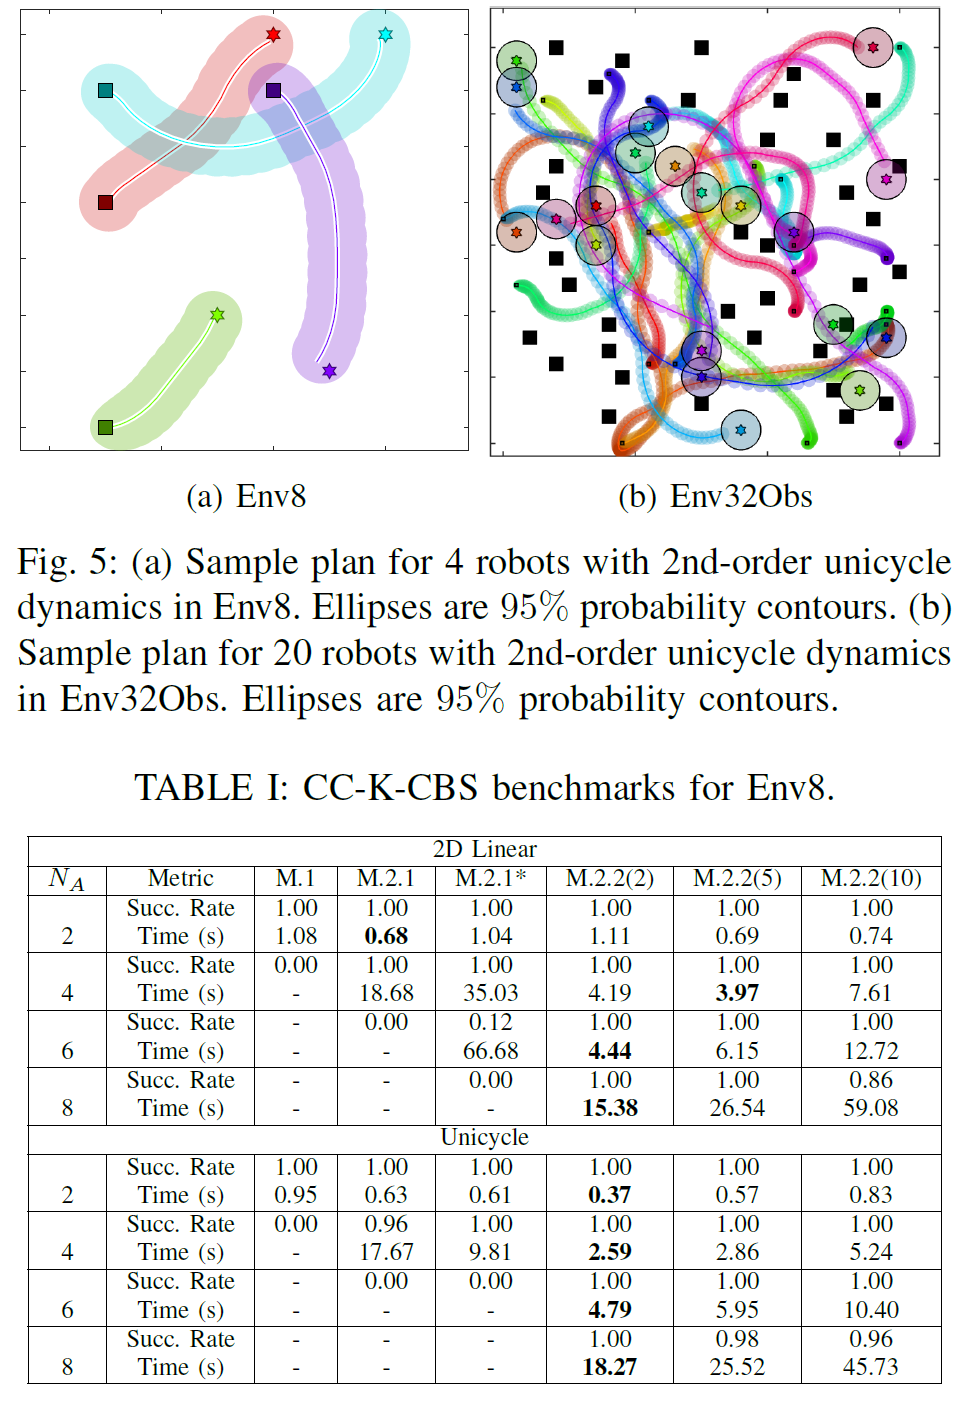 (a) Env8
(b) Env32Obs
Fig. 5: (a) Sample plan for 4 robots with 2nd-order unicycle
dynamics in Env8. Ellipses are 95% probability contours. (b)
Sample plan for 20 robots with 2nd-order unicycle dynamics
in Env32Obs. Ellipses are 95% probability contours.
TABLE I: CC-K-CBS benchmarks for Env8.
2D Linear
N_A Metric M.1 M.2.1 M.2.1* M.2.2(2) M.2.2(5) M.2.2(10)
Succ. Rate 1.00 1.00 1.00 1.00 1.00 1.00
2 Time (s) 1.08 0.68 1.04 1.11 0.69 0.74
Succ. Rate 0.00 1.00 1.00 1.00 1.00 1.00
4 Time (s) - 18.68 35.03 4.19 3.97 7.61
Succ. Rate - 0.00 0.12 1.00 1.00 1.00
6 Time (s) - - 66.68 4.44 6.15 12.72
Succ. Rate - - 0.00 1.00 1.00 0.86
8 Time (s) - - - 15.38 26.54 59.08
Unicycle
Succ. Rate 1.00 1.00 1.00 1.00 1.00 1.00
2 Time (s) 0.95 0.63 0.61 0.37 0.57 0.83
Succ. Rate 0.00 0.96 1.00 1.00 1.00 1.00
4 Time (s) - 17.67 9.81 2.59 2.86 5.24
Succ. Rate - 0.00 0.00 1.00 1.00 1.00
6 Time (s) - - - 4.79 5.95 10.40
Succ. Rate - - - 1.00 0.98 0.96
8 Time (s) - - - 18.27 25.52 45.73